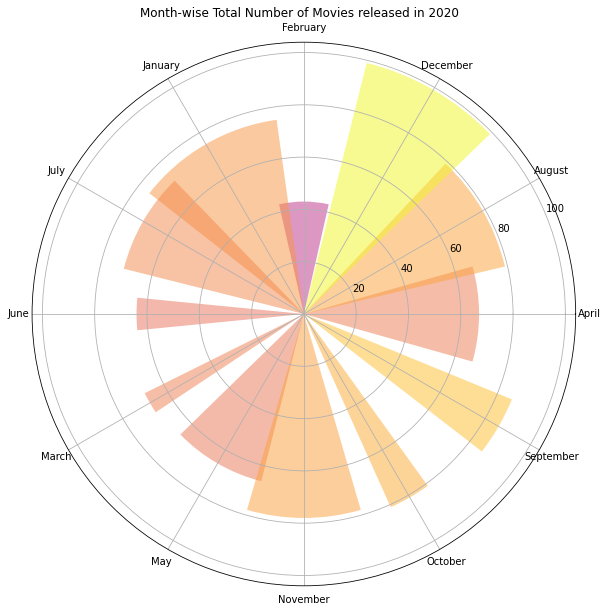 Month-wise Total Number of Movies released in 2020
February
January
December
July
August
100
80
60
40
20
June
April
March
September
May
October
November